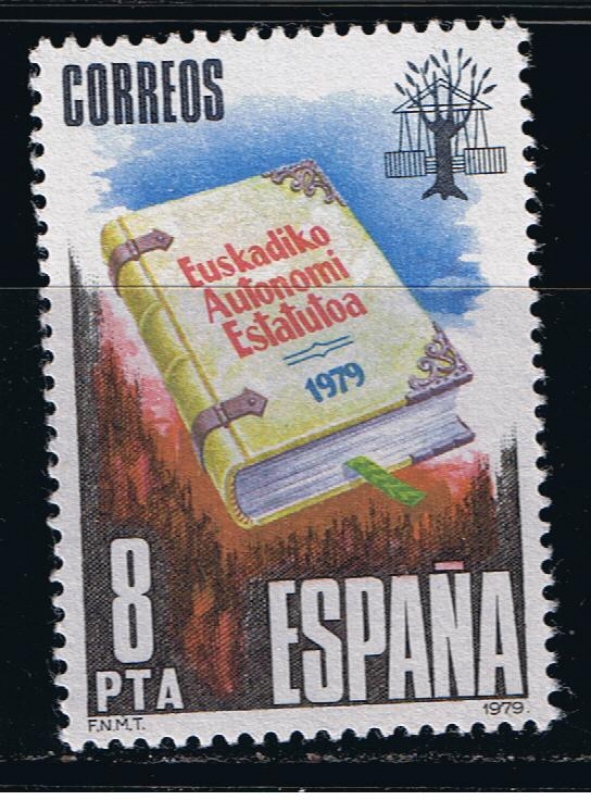 CORREOS
Euskadiko
Autonomi
Estatutoa
1979
8
PTA
ESPAÑA
F.N.M.T.
1979.